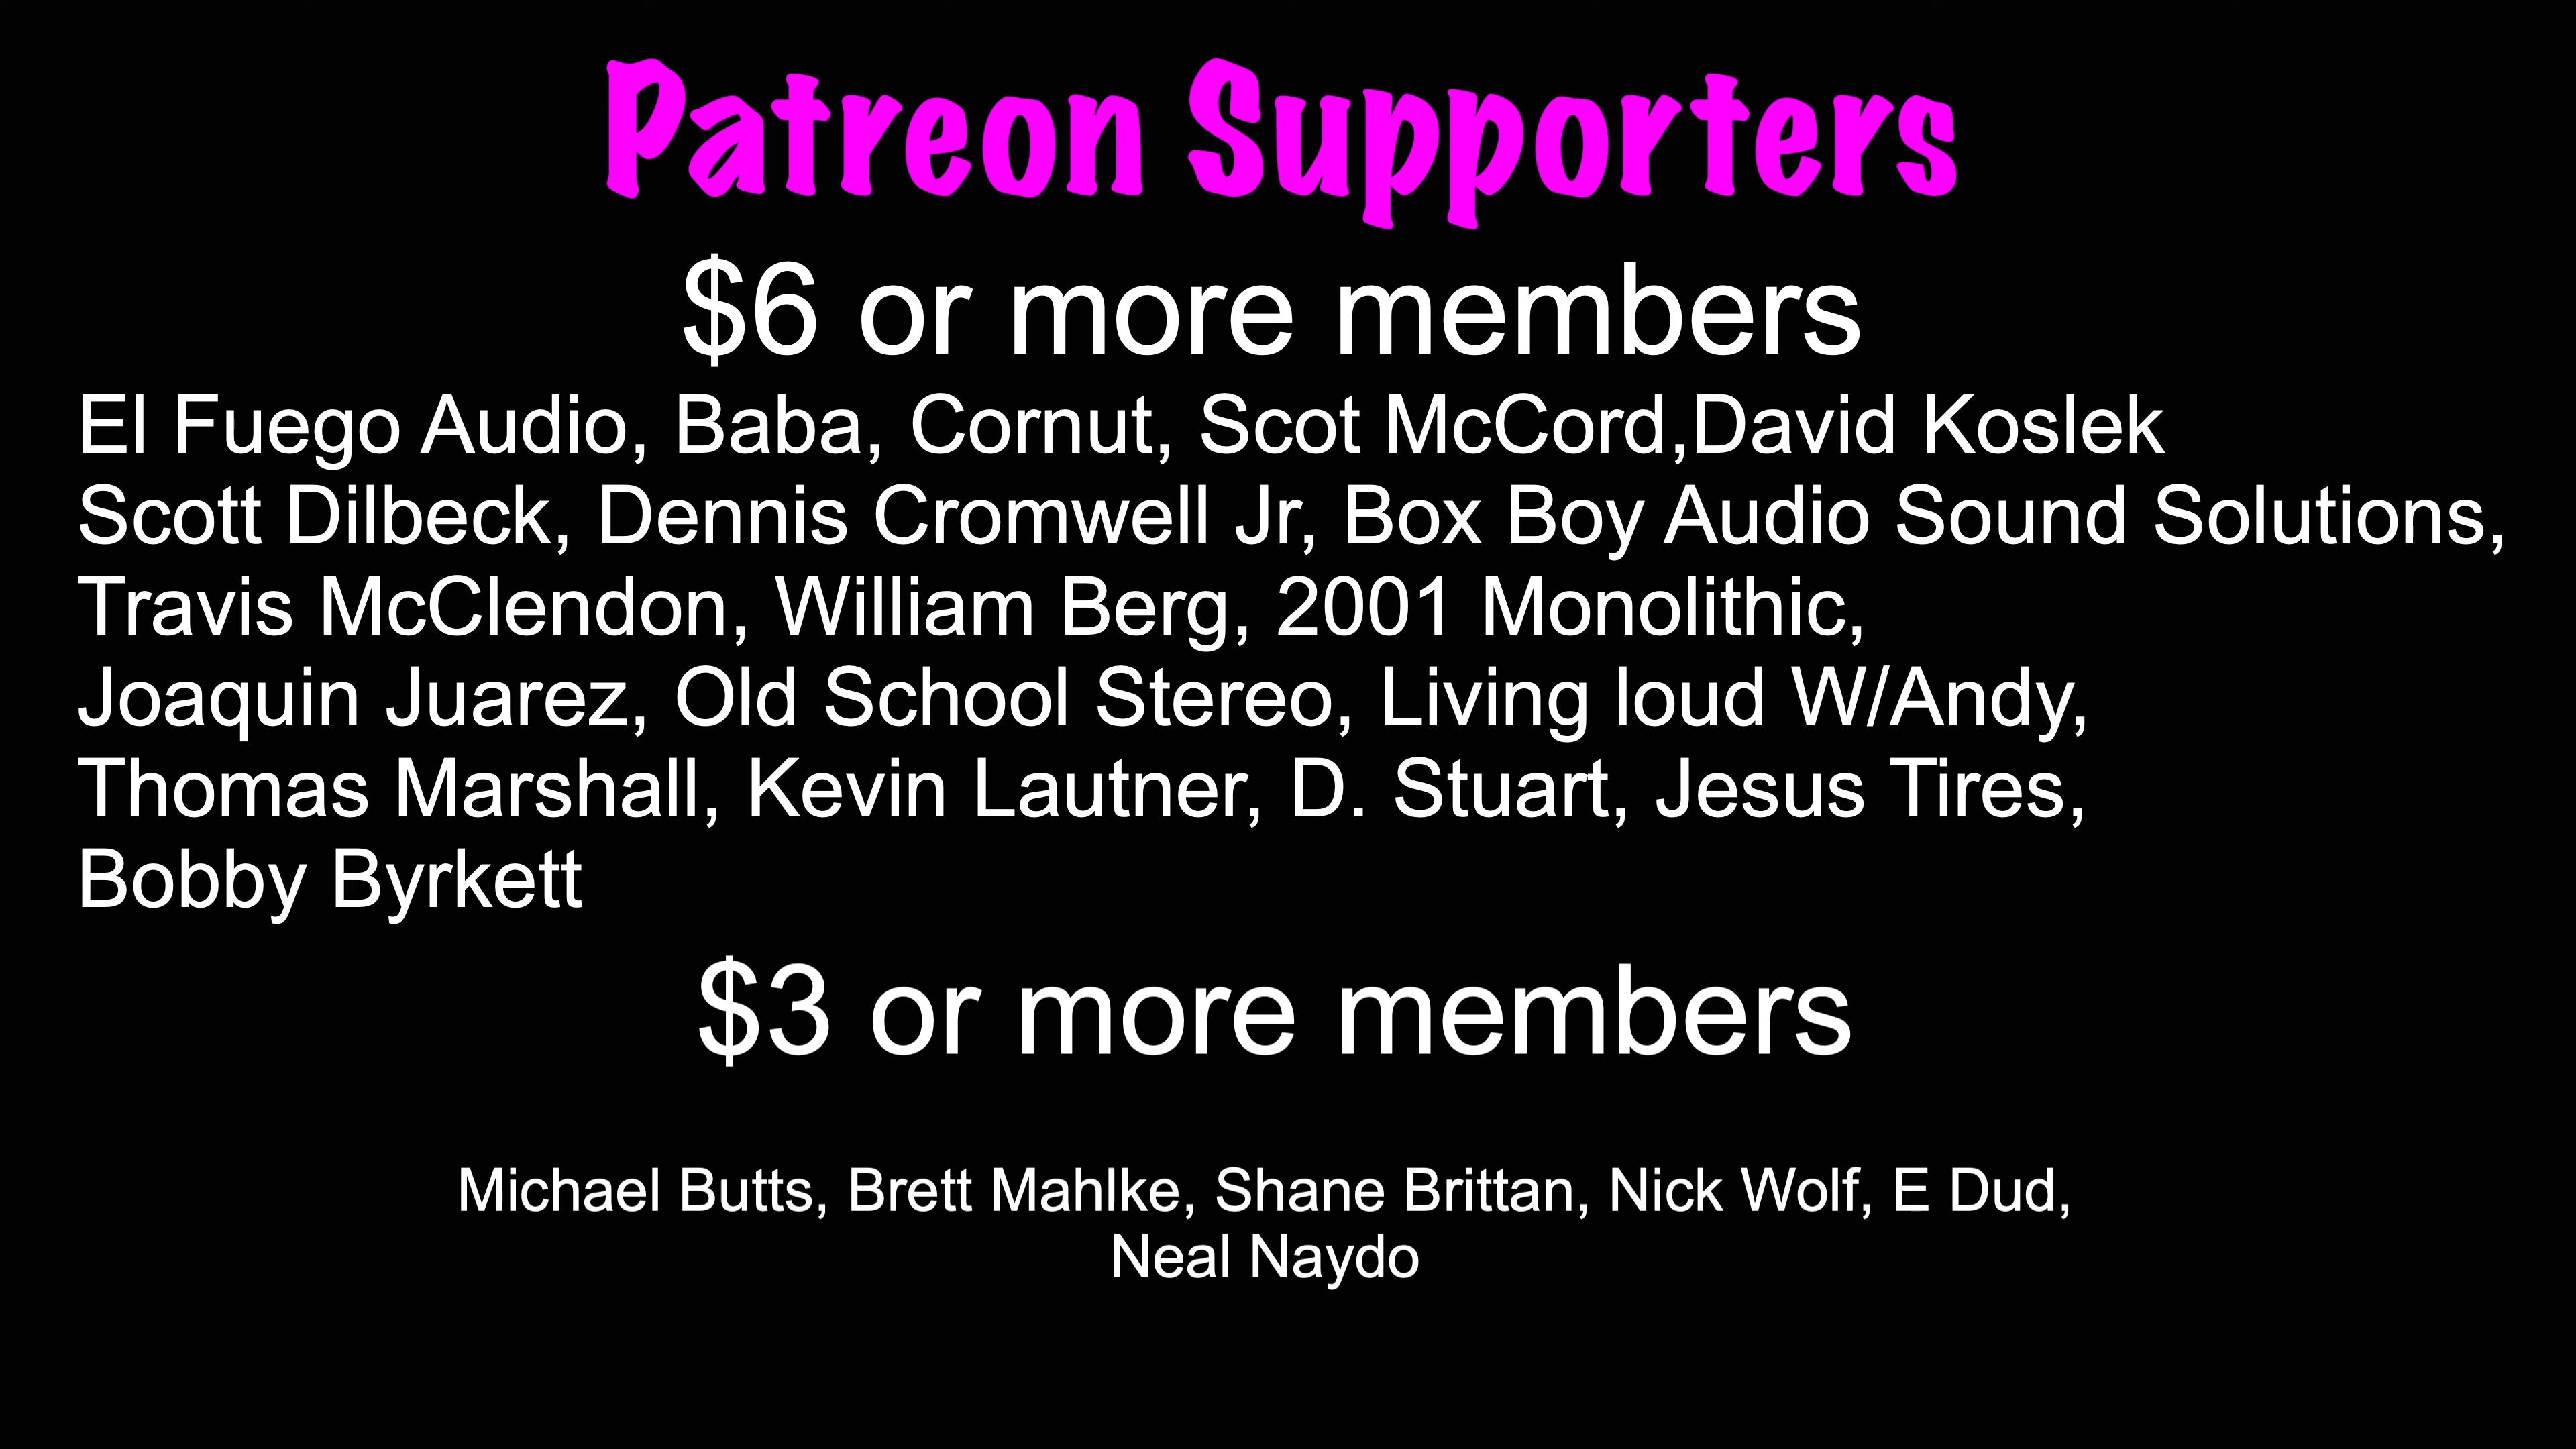 Patreon Supporters
$6 or more members
El Fuego Audio, Baba, Cornut, Scot McCord,David Koslek
Scott Dilbeck, Dennis Cromwell Jr, Box Boy Audio Sound Solutions,
Travis McClendon, William Berg, 2001 Monolithic,
Joaquin Juarez, Old School Stereo, Living loud W/Andy,
Thomas Marshall, Kevin Lautner, D. Stuart, Jesus Tires,
Bobby Byrkett
$3 or more members
Michael Butts, Brett Mahlke, Shane Brittan, Nick Wolf, E Dud,
Neal Naydo